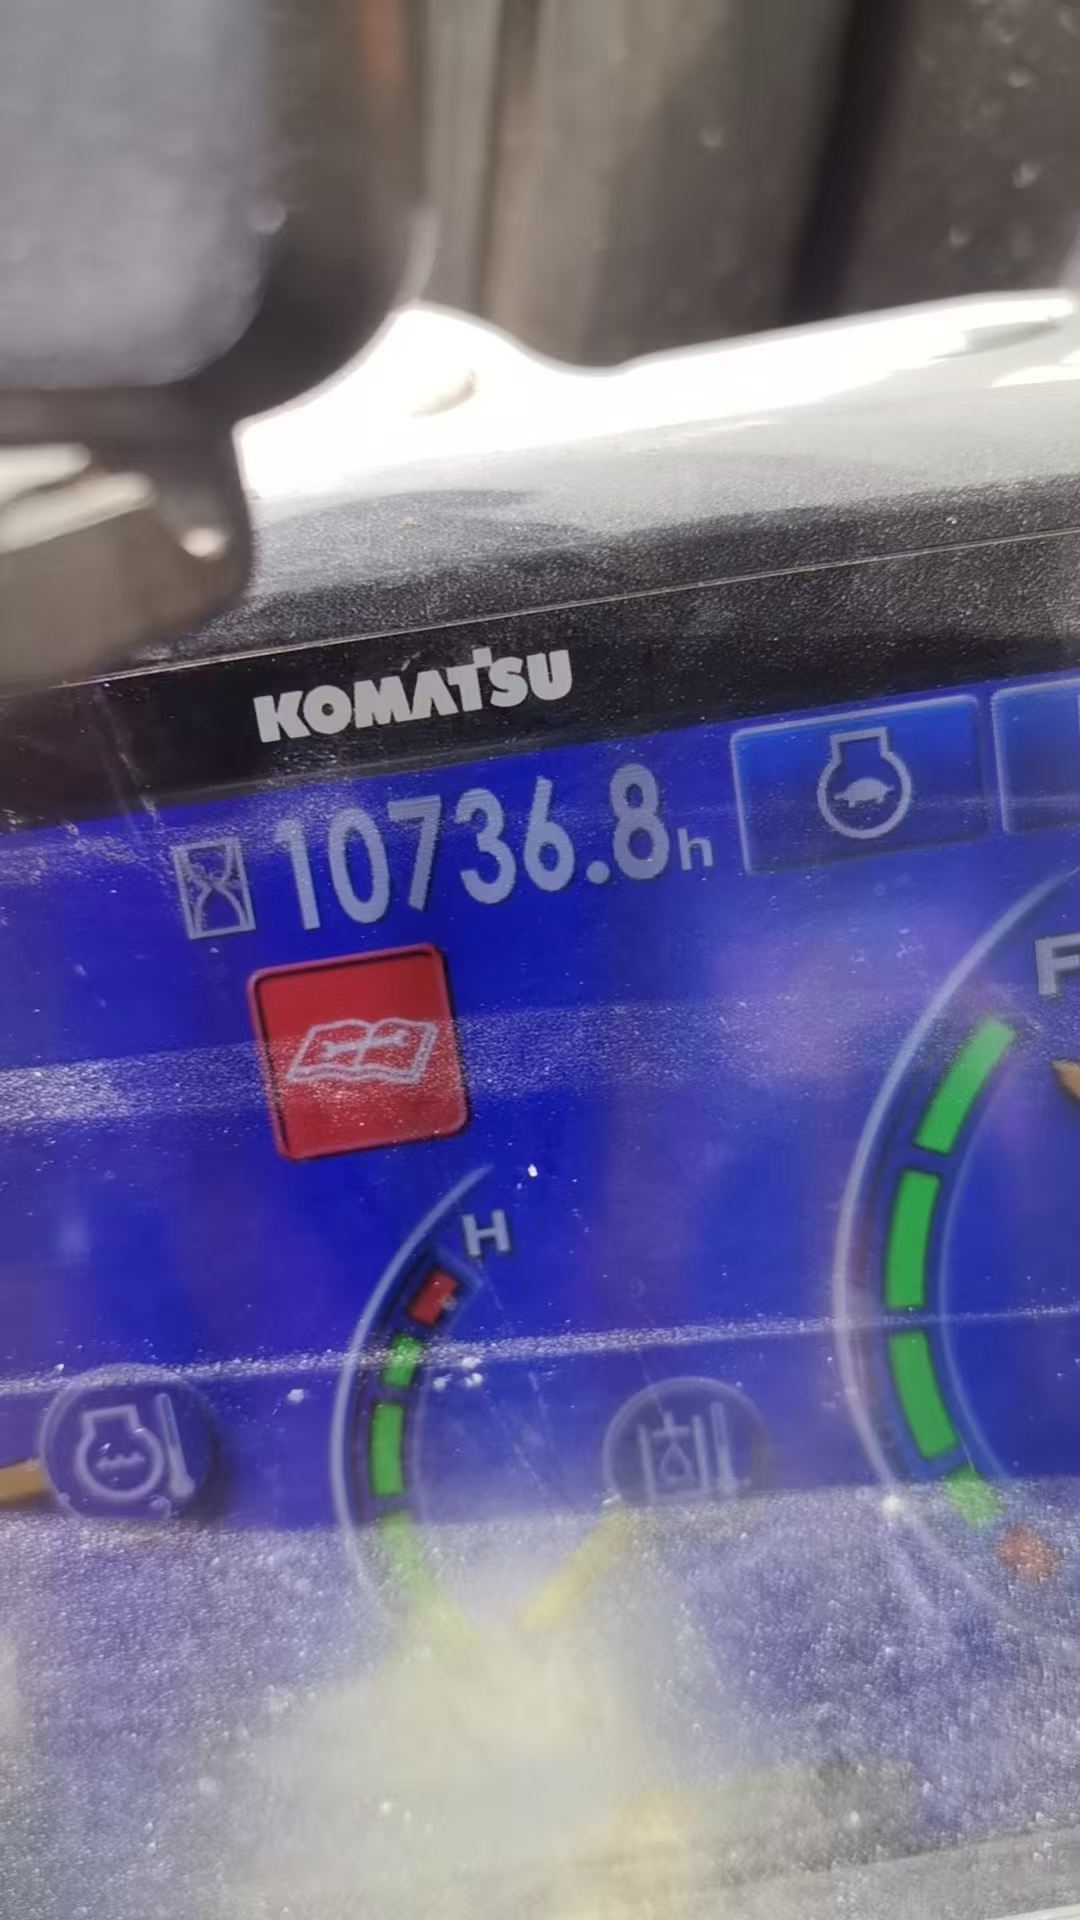 KOMATSU
10736.8h
F
H